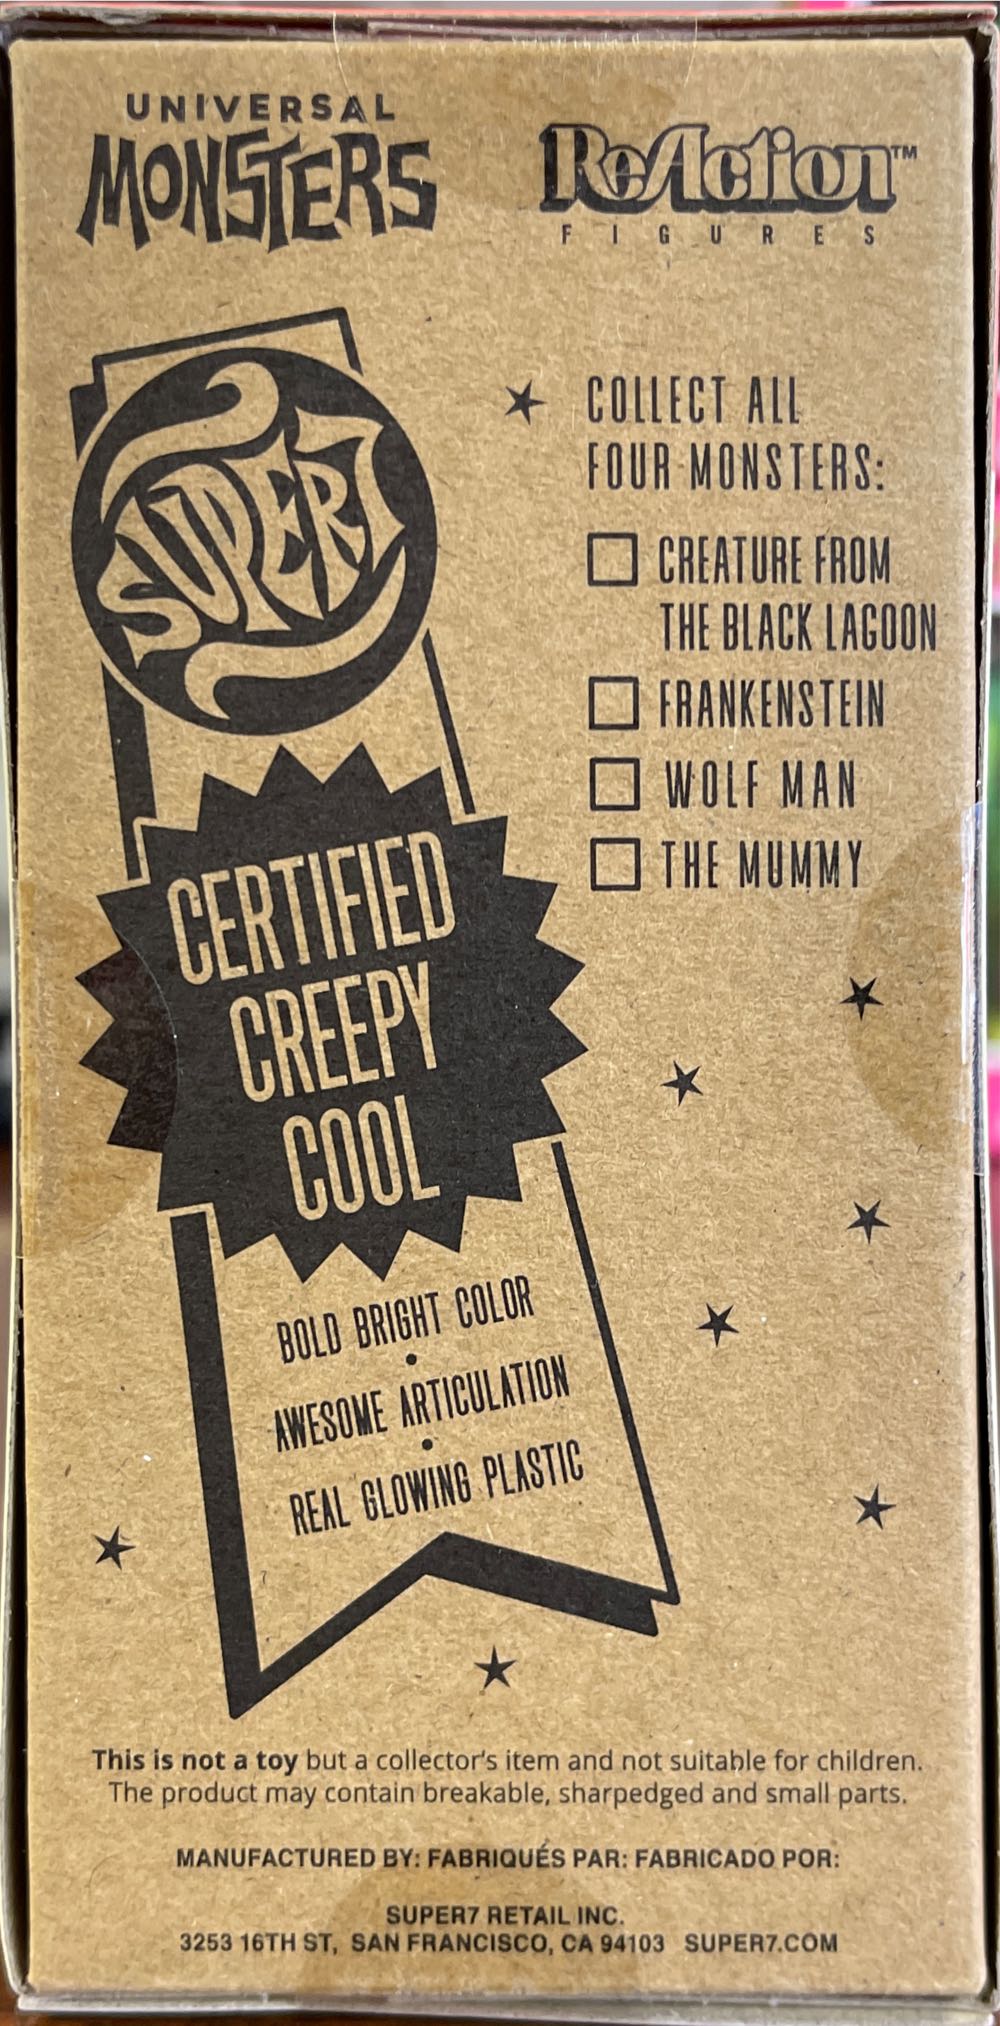 UNIVERSAL
MONSTERS
ReAction™
FIGURES
SUPER7
COLLECT ALL
FOUR MONSTERS:
CREATURE FROM
THE BLACK LAGOON
FRANKENSTEIN
WOLF MAN
THE MUMMY
CERTIFIED
CREEPY
COOL
BOLD BRIGHT COLOR
•
AWESOME ARTICULATION
•
REAL GLOWING PLASTIC
This is not a toy but a collector's item and not suitable for children.
The product may contain breakable, sharpedged and small parts.
MANUFACTURED BY: FABRIQUÉS PAR: FABRICADO POR:
SUPER7 RETAIL INC.
3253 16TH ST, SAN FRANCISCO, CA 94103 SUPER7.COM